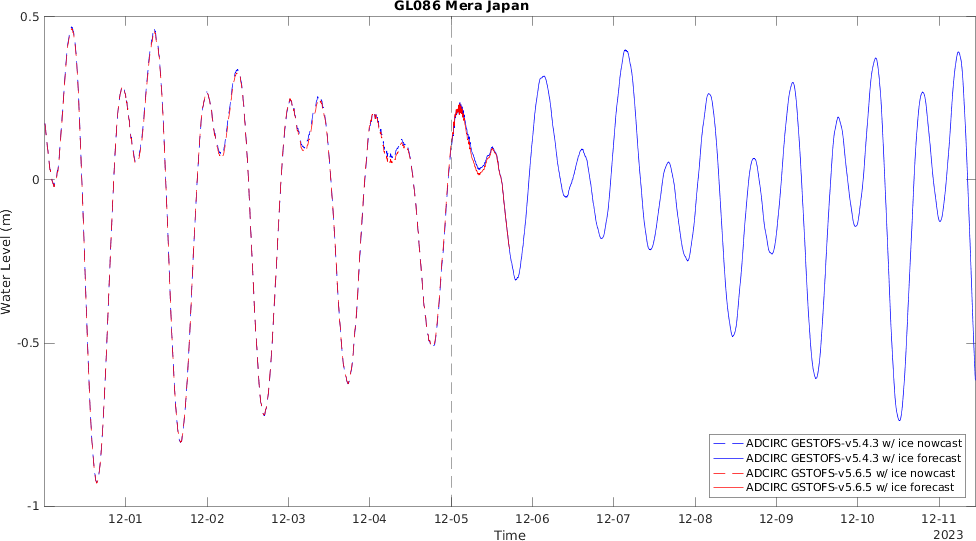 GL086 Mera Japan
0.5
0
-0.5
-1
Water Level (m)
12-01 12-02 12-03 12-04 12-05 12-06 12-07 12-08 12-09 12-10 12-11
Time
2023
ADCIRC GESTOFS-v5.4.3 w/ ice nowcast
ADCIRC GESTOFS-v5.4.3 w/ ice forecast
ADCIRC GSTOFS-v5.6.5 w/ ice nowcast
ADCIRC GSTOFS-v5.6.5 w/ ice forecast